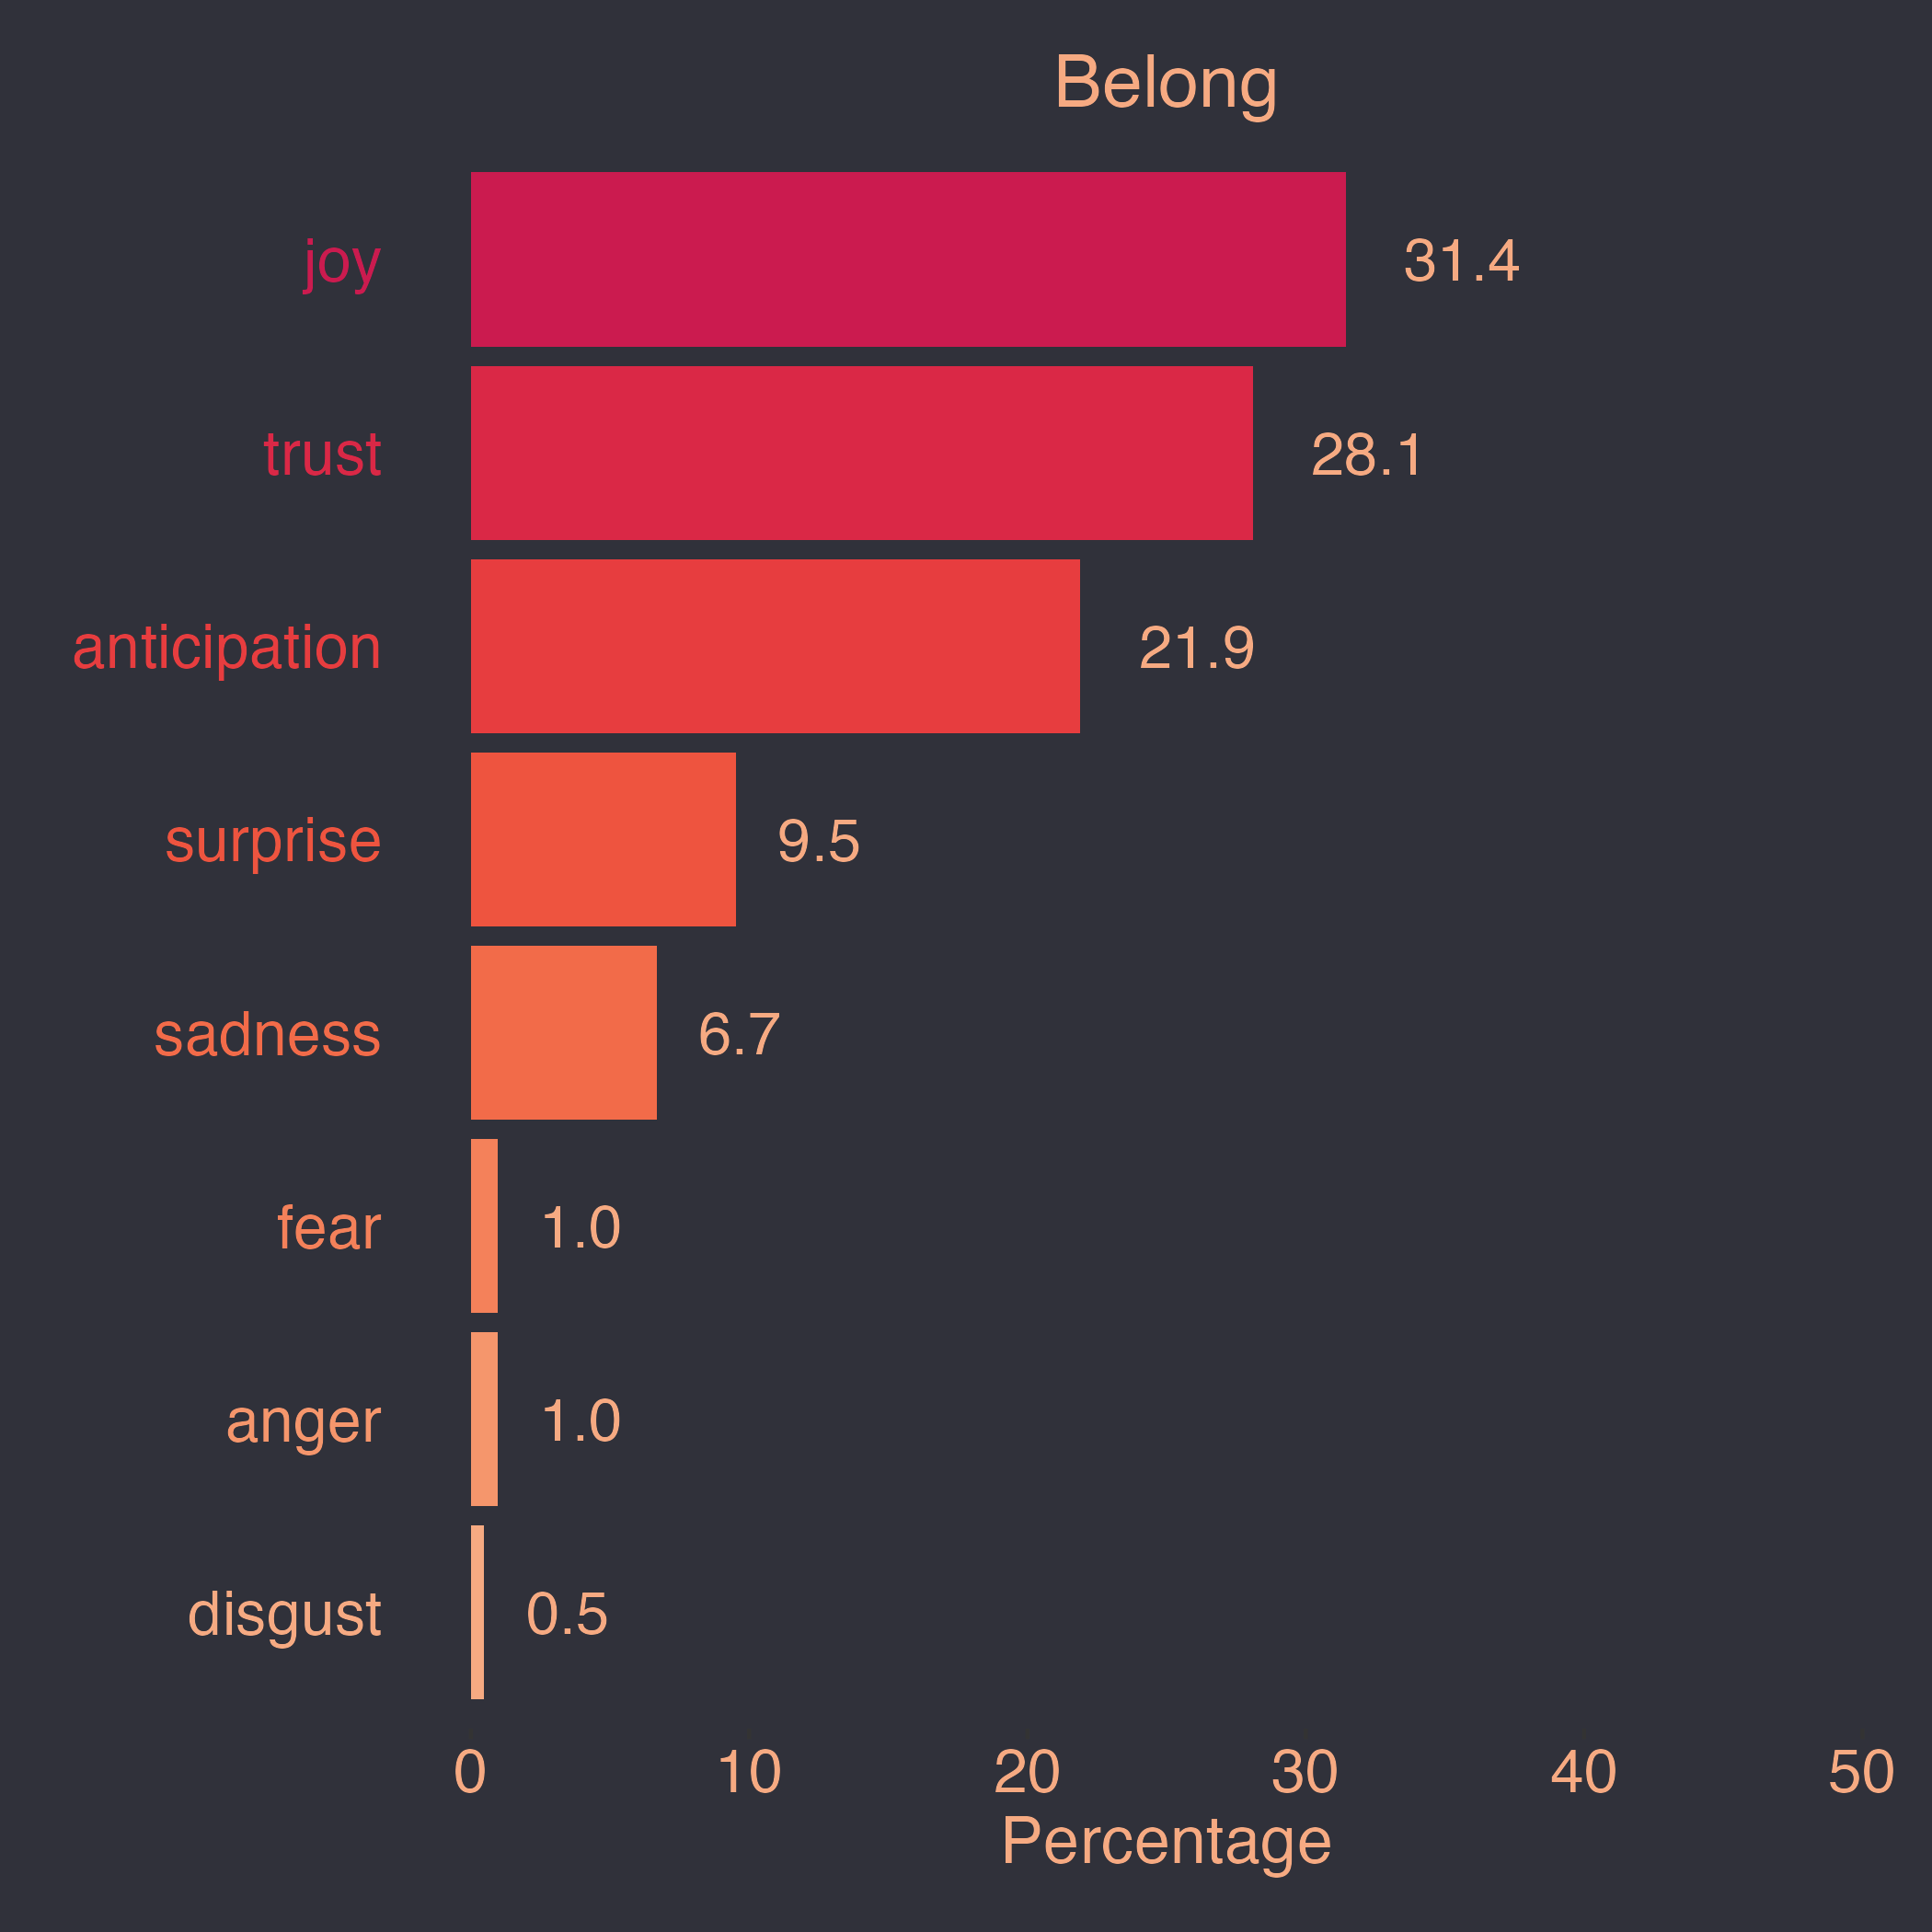 Belong
joy 31.4
trust 28.1
anticipation 21.9
surprise 9.5
sadness 6.7
fear 1.0
anger 1.0
disgust 0.5
0 10 20 30 40 50
Percentage